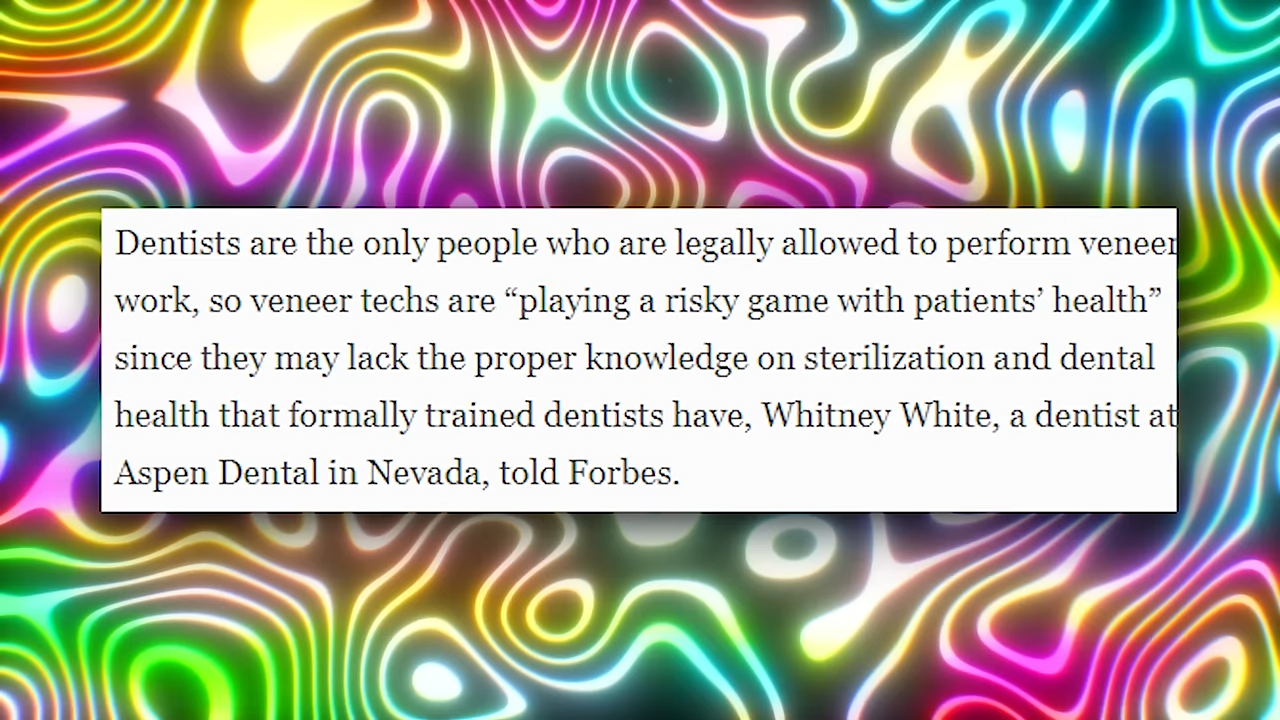 Dentists are the only people who are legally allowed to perform veneer
work, so veneer techs are “playing a risky game with patients’ health”
since they may lack the proper knowledge on sterilization and dental
health that formally trained dentists have, Whitney White, a dentist at
Aspen Dental in Nevada, told Forbes.